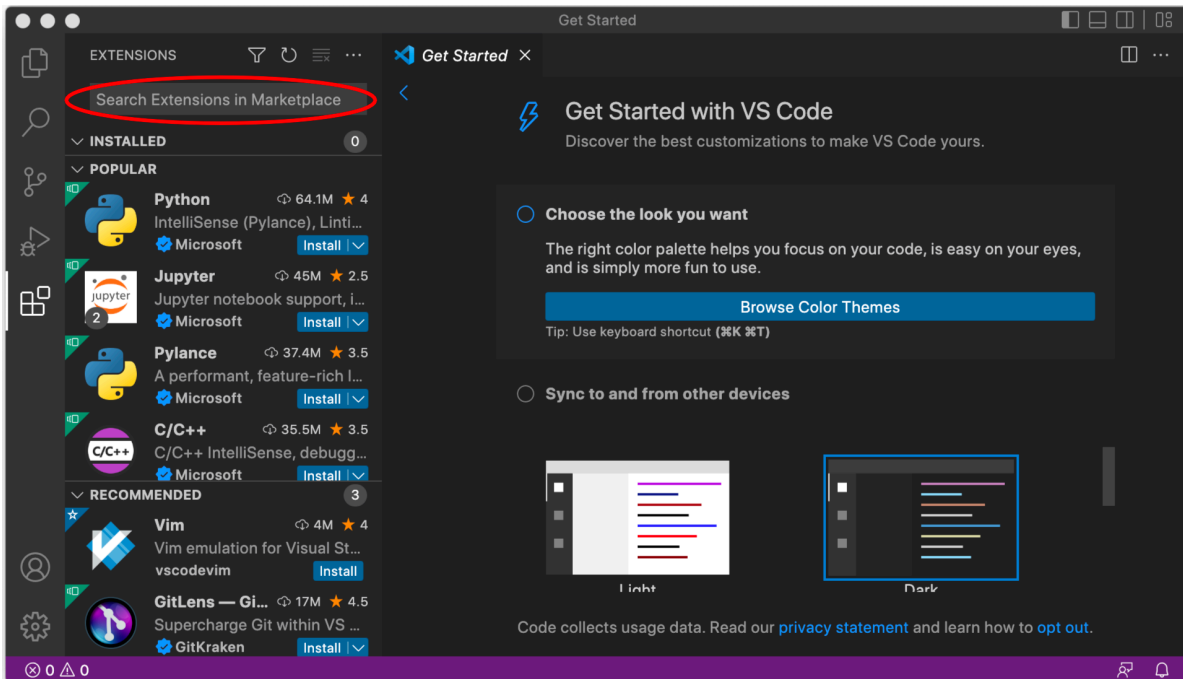 Get Started
EXTENSIONS
Search Extensions in Marketplace
INSTALLED 0
POPULAR
Python 64.1M ★ 4
IntelliSense (Pylance), Linti...
Microsoft Install
Jupyter 45M ★ 2.5
jupyter
Jupyter notebook support, i...
2
Microsoft Install
Pylance 37.4M ★ 3.5
A performant, feature-rich l...
Microsoft Install
C/C++ 35.5M ★ 3.5
C/C++
C/C++ IntelliSense, debugg...
Microsoft Install
RECOMMENDED 3
Vim 4M ★ 4
Vim emulation for Visual St...
vscodevim Install
GitLens — Gi... 17M ★ 4.5
Supercharge Git within VS ...
GitKraken Install
0 0
Get Started
Get Started with VS Code
Discover the best customizations to make VS Code yours.
Choose the look you want
The right color palette helps you focus on your code, is easy on your eyes,
and is simply more fun to use.
Browse Color Themes
Tip: Use keyboard shortcut (⌘K ⌘T)
Sync to and from other devices
Light Dark
Code collects usage data. Read our privacy statement and learn how to opt out.